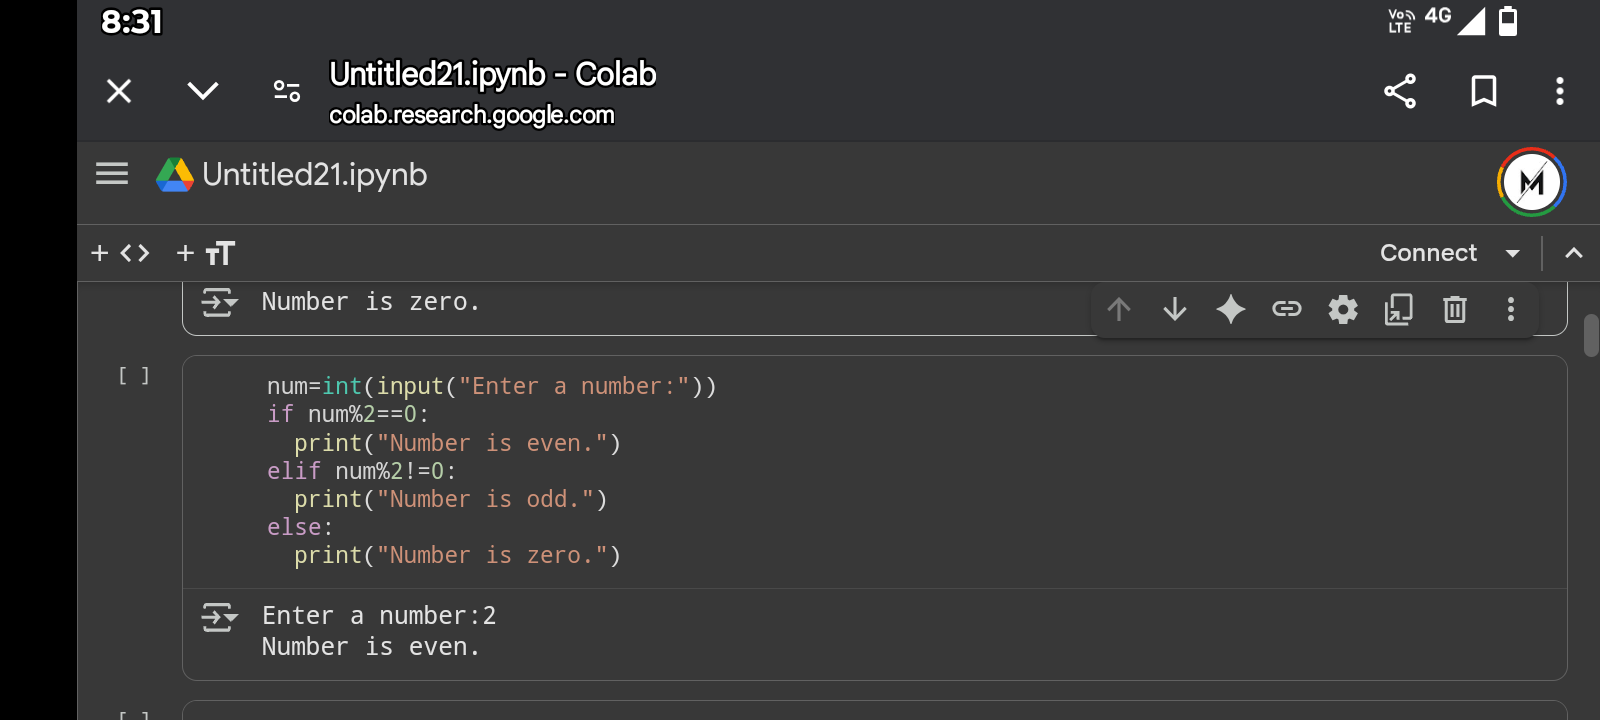 8:31
Vo LTE 4G
Untitled21.ipynb - Colab
colab.research.google.com
Untitled21.ipynb
M
+ <> + TT
Connect
Number is zero.
[ ]
num=int(input("Enter a number:"))
if num%2==0:
  print("Number is even.")
elif num%2!=0:
  print("Number is odd.")
else:
  print("Number is zero.")
Enter a number:2
Number is even.
[ ]